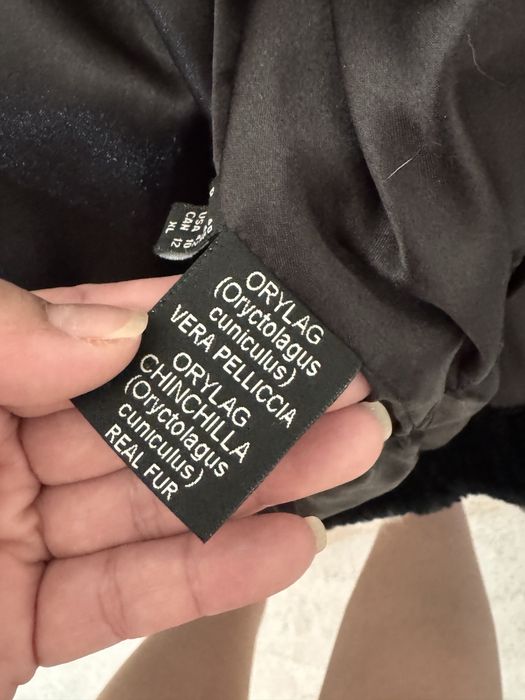 USA 10
CAN 12
XL
ORYLAG
(Oryctolagus
cuniculus)
VERA PELLICCIA
ORYLAG
CHINCHILLA
(Oryctolagus
cuniculus)
REAL FUR